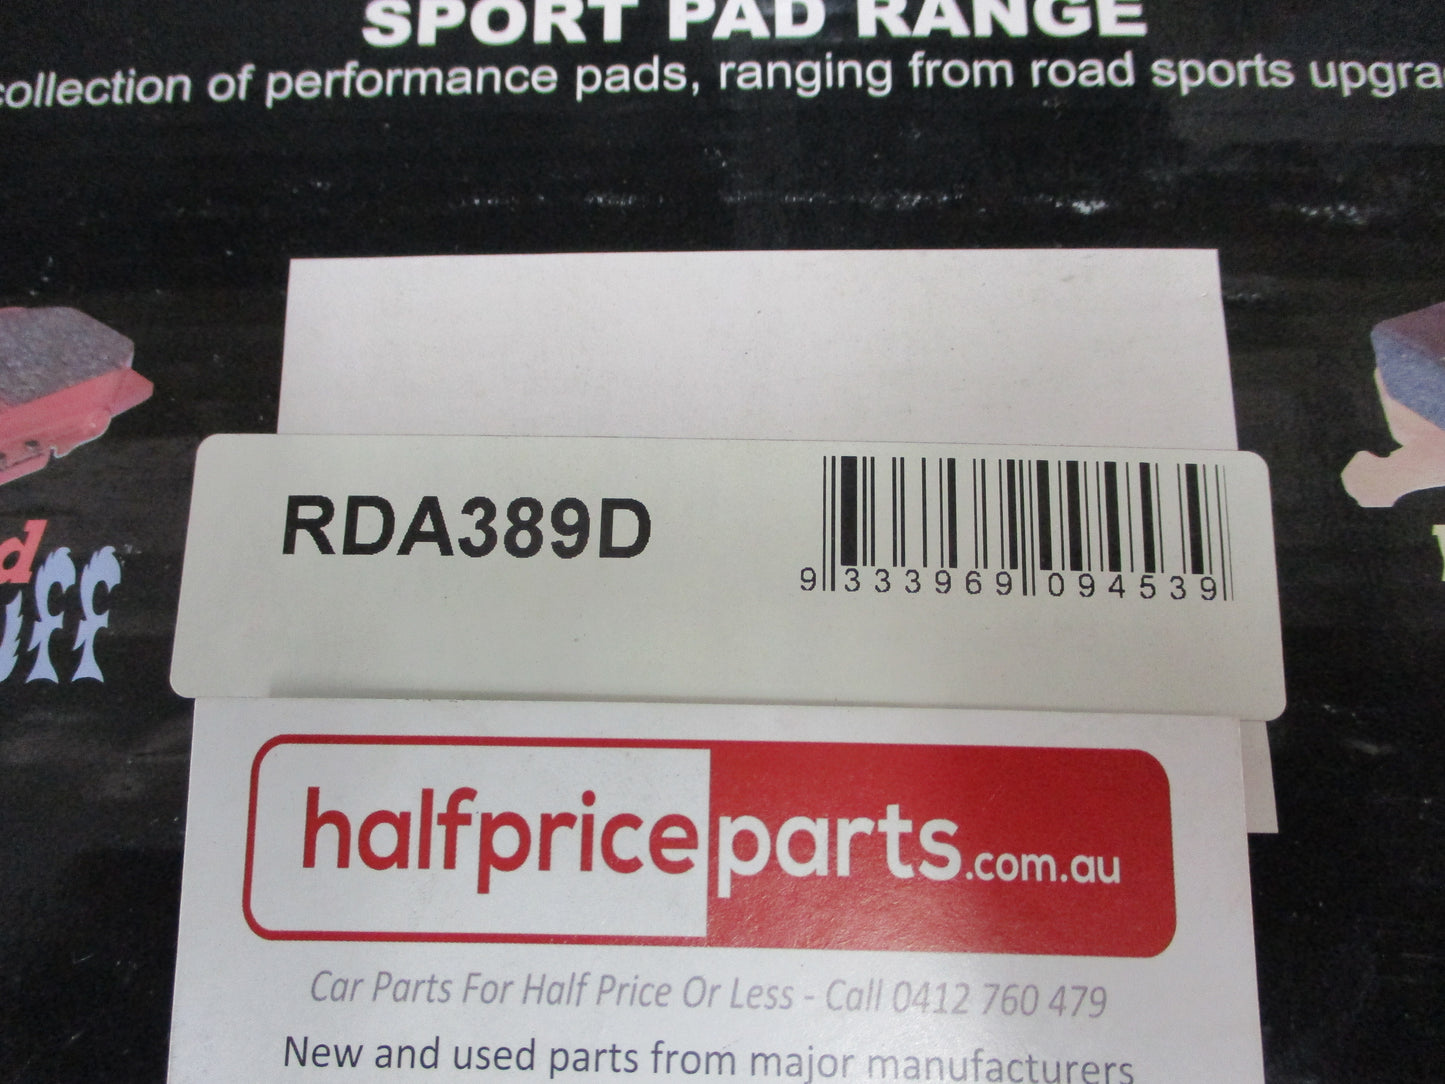 SPORT PAD RANGE
collection of performance pads, ranging from road sports
RDA389D
9 333969 094539
halfpriceparts.com.au
Car Parts For Half Price Or Less - Call 0412 760 479
New and used parts from major manufacturers